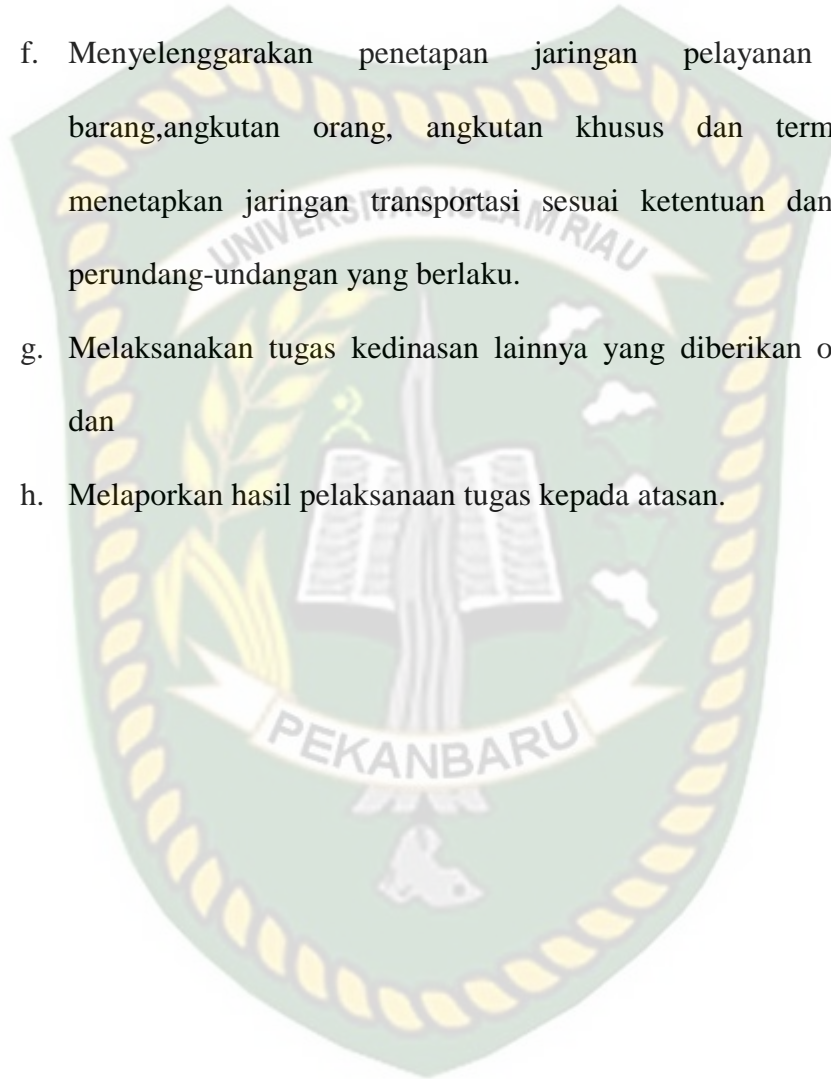 f. Menyelenggarakan penetapan jaringan pelayanan
barang,angkutan orang, angkutan khusus dan
menetapkan jaringan transportasi sesuai ketentuan dan
perundang-undangan yang berlaku.
g. Melaksanakan tugas kedinasan lainnya yang diberikan
dan
h. Melaporkan hasil pelaksanaan tugas kepada atasan.
UNIVERSITAS ISLAM RIAU
PEKANBARU